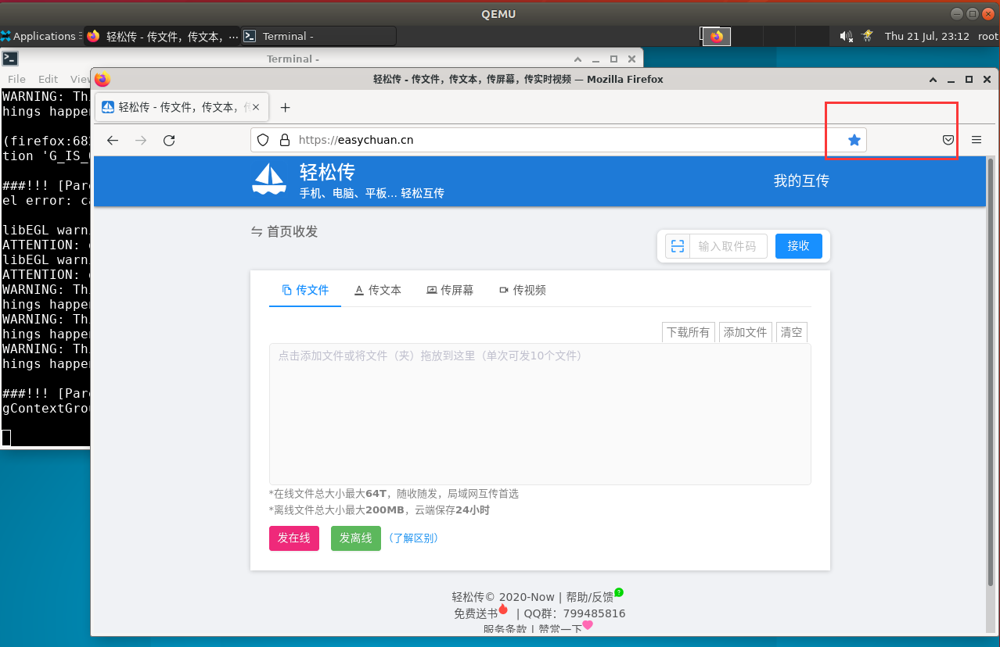 QEMU
Applications
轻松传 - 传文件，传文本，...
Terminal -
Thu 21 Jul, 23:12
root
Terminal -
File Edit View
轻松传 - 传文件，传文本，传屏幕，传实时视频 — Mozilla Firefox
轻松传 - 传文件，传文本，
https://easychuan.cn
WARNING: Th
hings happe
(firefox:68
tion 'G_IS_
###!!! [Par
el error: c
libEGL warn
ATTENTION:
libEGL warn
ATTENTION:
WARNING: Th
hings happe
WARNING: Th
hings happe
WARNING: Th
hings happe
###!!! [Par
gContextGro
轻松传
手机、电脑、平板... 轻松互传
我的互传
首页收发
输入取件码
接收
传文件
传文本
传屏幕
传视频
下载所有
添加文件
清空
点击添加文件或将文件（夹）拖放到这里（单次可发10个文件）
*在线文件总大小最大64T，随收随发，局域网互传首选
*离线文件总大小最大200MB，云端保存24小时
发在线
发离线
（了解区别）
轻松传© 2020-Now | 帮助/反馈
免费送书 | QQ群：799485816
服务条款 | 赞赏一下